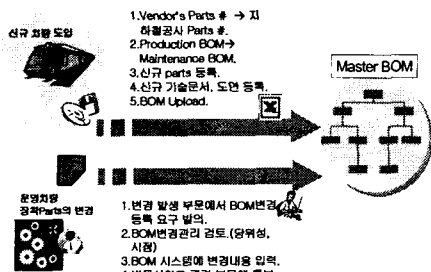 신규 차량 도입
1.Vendor's Parts # → 지
하철공사 Parts #.
2.Production BOM→
Maintenance BOM.
3.신규 parts 등록.
4.신규 기술문서, 도면 등록.
5.BOM Upload.
Master BOM
운영차량
장착Parts의 변경
1.변경 발생 부문에서 BOM변경
등록 요구 발의.
2.BOM변경관리 검토.(당위성,
시점)
3.BOM 시스템에 변경내용 입력.